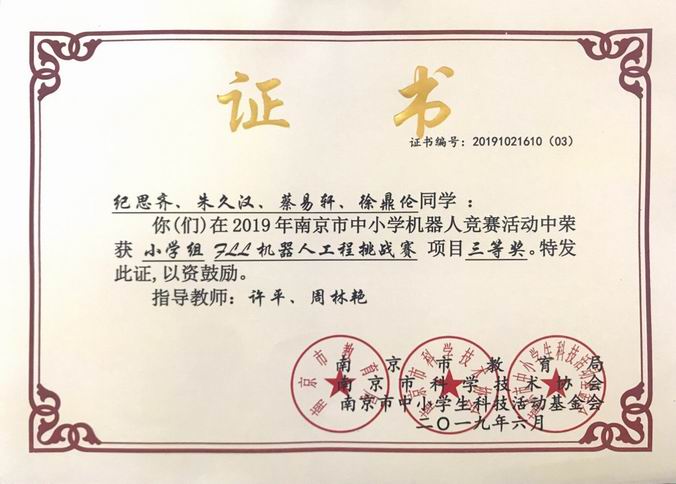 证 书
证书编号：20191021610（03）
纪思齐、朱久汉、蔡易轩、徐鼎伦同学：
你(们)在2019年南京市中小学机器人竞赛活动中荣
获 小学组 FLL机器人工程挑战赛 项目三等奖。特发
此证,以资鼓励。
指导教师：许平、周林艳
南京市教育局
南京市科学技术协会
南京市中小学生科技活动基金会
二〇一九年六月